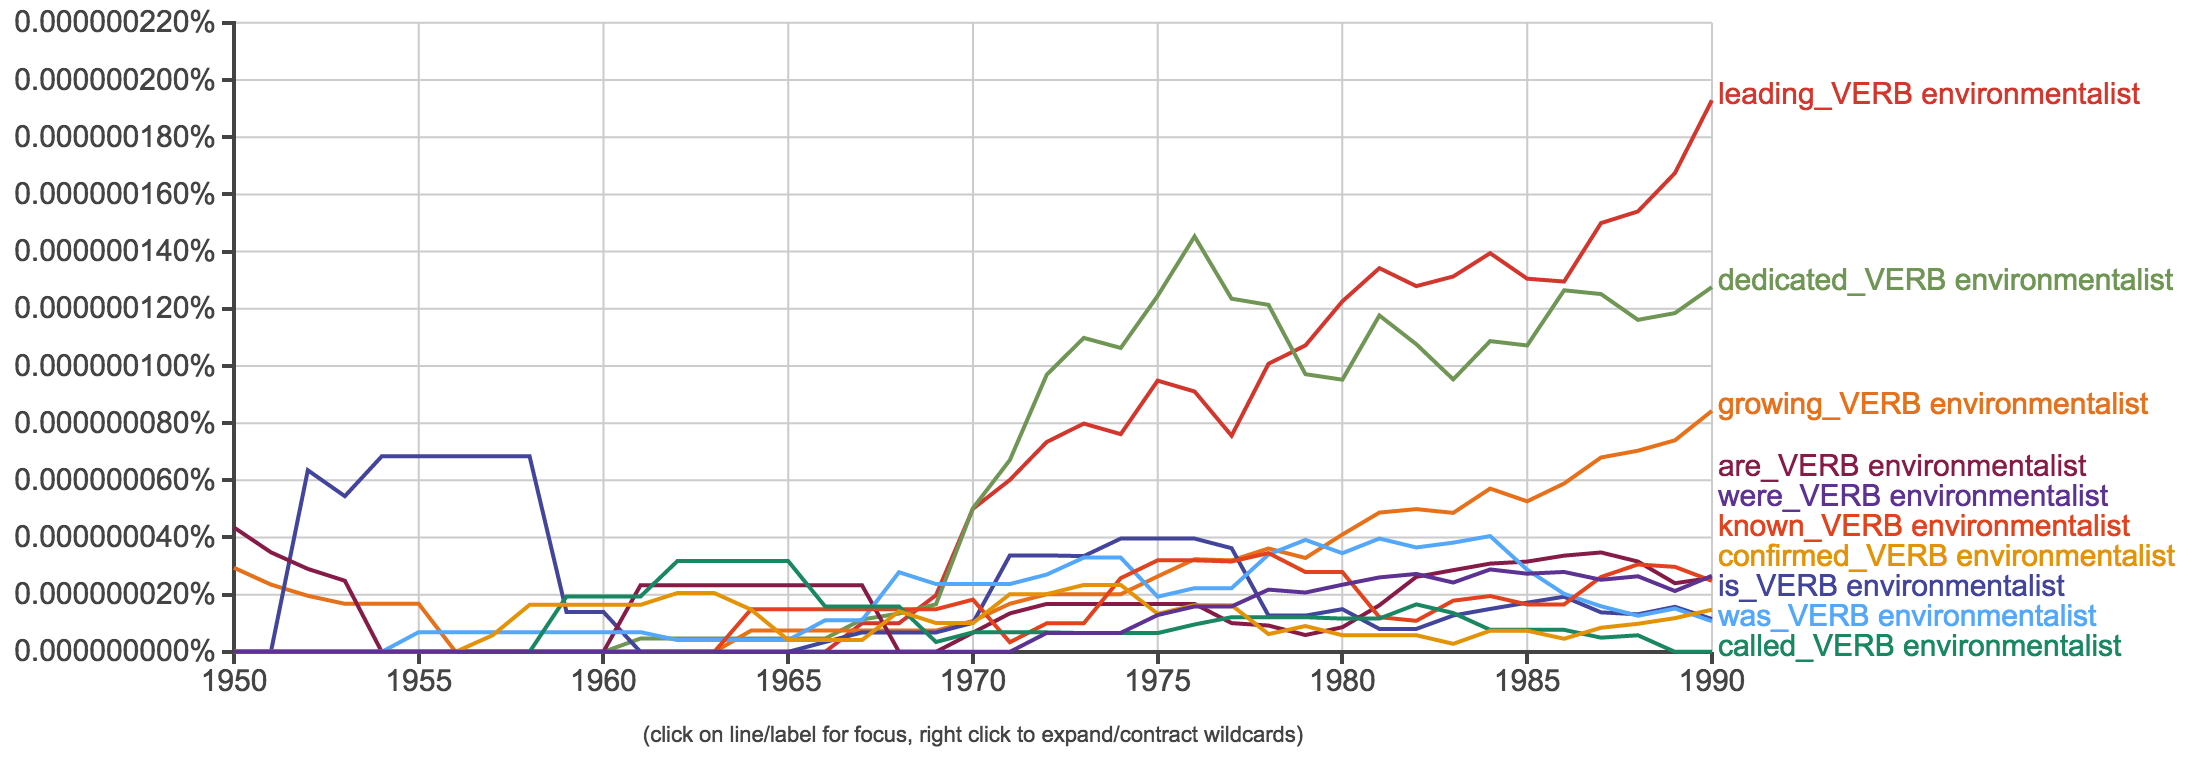 0.000000220%
0.000000200%
0.000000180%
0.000000160%
0.000000140%
0.000000120%
0.000000100%
0.000000080%
0.000000060%
0.000000040%
0.000000020%
0.000000000%
leading_VERB environmentalist
dedicated_VERB environmentalist
growing_VERB environmentalist
are_VERB environmentalist
were_VERB environmentalist
known_VERB environmentalist
confirmed_VERB environmentalist
is_VERB environmentalist
was_VERB environmentalist
called_VERB environmentalist
1950 1955 1960 1965 1970 1975 1980 1985 1990
(click on line/label for focus, right click to expand/contract wildcards)